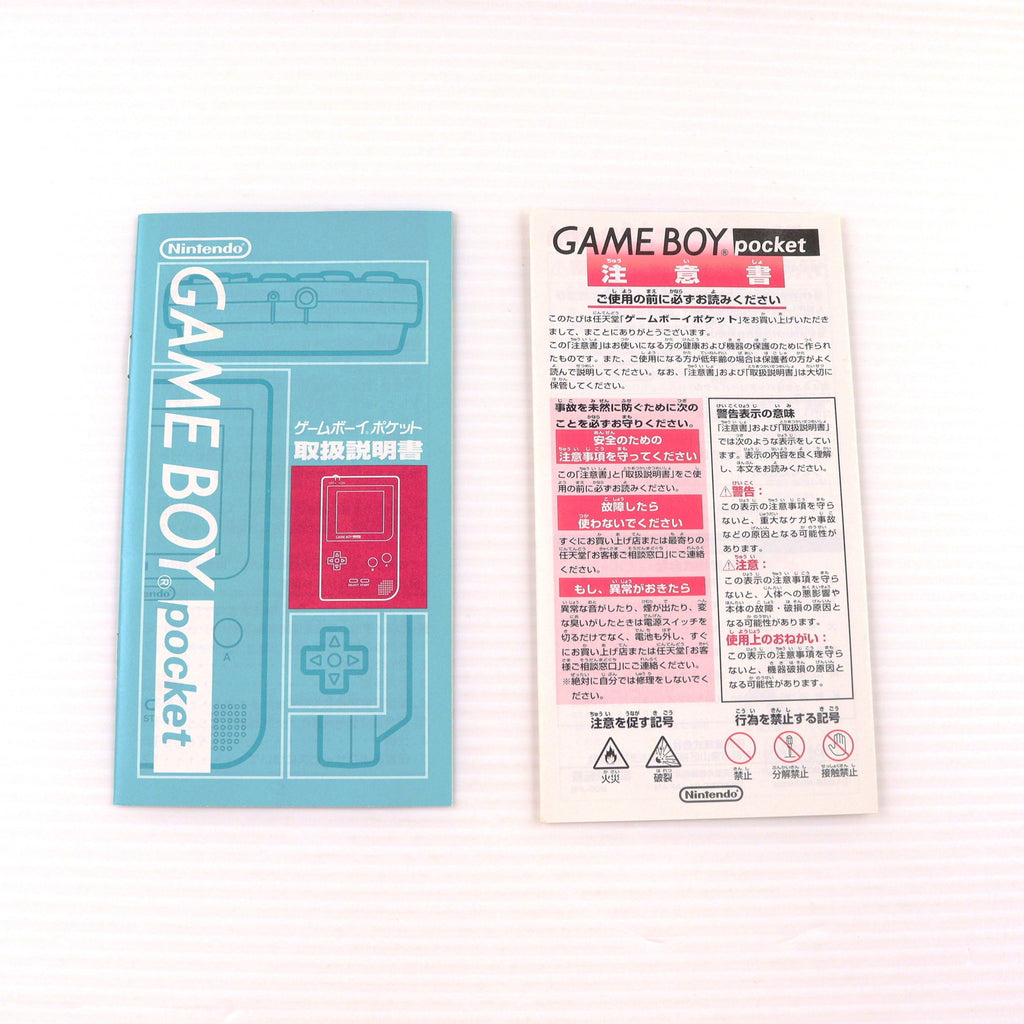 Nintendo®
GAME BOY® pocket
ゲームボーイ。ポケット
取扱説明書
A
GAME BOY® pocket
注意書
ご使用の前に必ずお読みください
このたびは任天堂「ゲームボーイポケット」をお買い上げいただき
まして、まことにありがとうございます。
この「注意書」はお使いになる方の健康および機器の保護のために作られ
たものです。また、ご使用になる方が低年齢の場合は保護者の方がよく
読んで説明してください。なお、「注意書」および「取扱説明書」は大切に
保管してください。
事故を未然に防ぐために次の
ことを必ずお守りください。
安全のための
注意事項を守ってください
この「注意書」と「取扱説明書」をご使
用の前に必ずお読みください。
故障したら
使わないでください
すぐにお買い上げ店または最寄りの
任天堂「お客様ご相談窓口」にご連絡
ください。
もし、異常がおきたら
異常な音がしたり、煙が出たり、変
な臭いがしたときは電源スイッチを
切るだけでなく、電池も外し、すぐ
にお買い上げ店または任天堂「お客
様ご相談窓口」にご連絡ください。
※絶対に自分では修理をしないでく
ださい。
警告表示の意味
「注意書」および「取扱説明書」
では次のような表示をしてい
ます。表示の内容を良く理解
し、本文をお読みください。
⚠警告：
この表示の注意事項を守ら
ないと、重大なケガや事故
などの原因となる可能性が
あります。
⚠注意：
この表示の注意事項を守ら
ないと、人体への悪影響や
本体の故障・破損の原因と
なる可能性があります。
使用上のおねがい：
この表示の注意事項を守ら
ないと、機器破損の原因と
なる可能性があります。
注意を促す記号
火災
破裂
行為を禁止する記号
禁止
分解禁止
接触禁止
Nintendo®